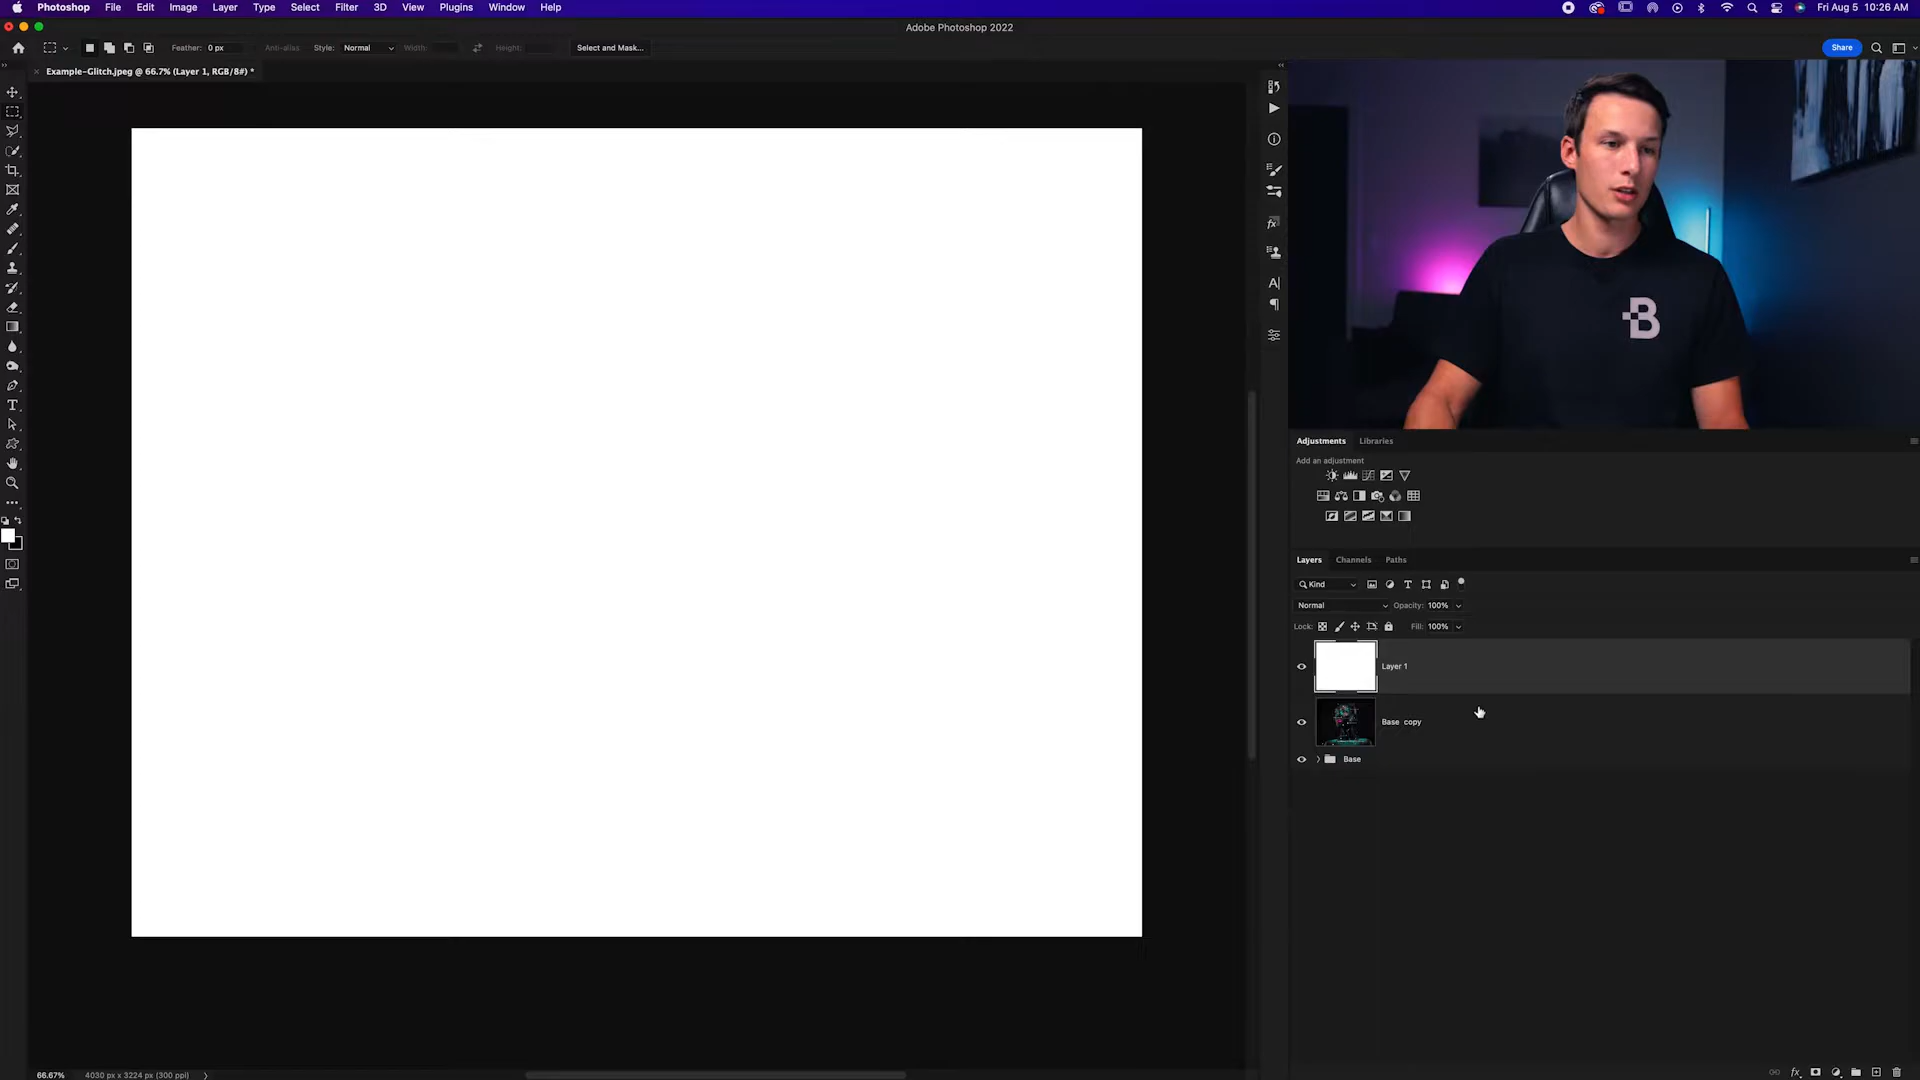 Photoshop File Edit Image Layer Type Select Filter 3D View Plugins Window Help Fri Aug 5 10:26 AM
Adobe Photoshop 2022
Feather: 0 px Anti-alias Style: Normal Width: Height: Select and Mask... Share
Example-Glitch.jpeg @ 66.7% (Layer 1, RGB/8#) *
B
Adjustments Libraries
Add an adjustment
Layers Channels Paths
Kind
Normal Opacity: 100%
Lock: Fill: 100%
Layer 1
Base copy
Base
66.67% 4030 px x 3224 px (300 ppi)